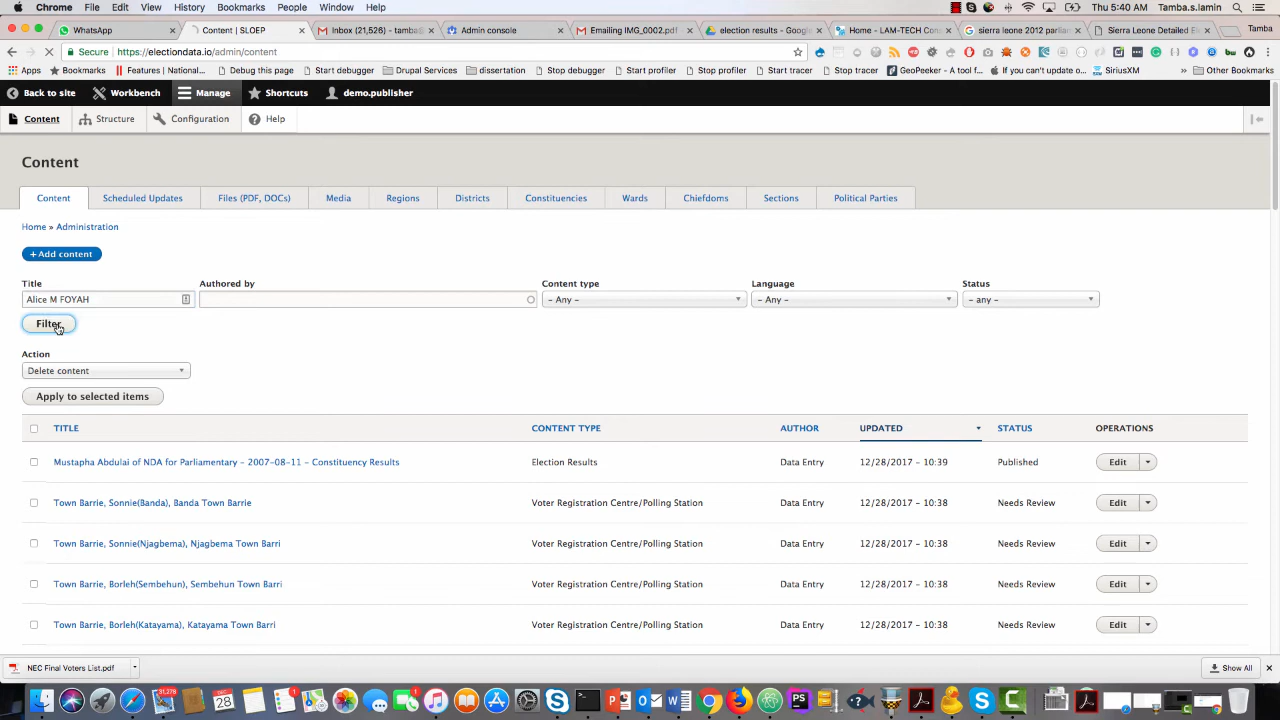 Chrome File Edit View History Bookmarks People Window Help Thu 5:40 AM Tamba.s.lamin
WhatsApp Content | SLOEP Inbox (21,526) - tamba@ Admin console Emailing IMG_0002.pdf - election results - Google Home - LAM-TECH Cons sierra leone 2012 parlia Sierra Leone Detailed El Tamba
Secure https://electiondata.io/admin/content
Apps Bookmarks Features | National... Debug this page Start debugger Drupal Services dissertation Stop debugger Start profiler Stop profiler Start tracer Stop tracer GeoPeeker - A tool f... If you can't update o... SiriusXM Other Bookmarks
Back to site Workbench Manage Shortcuts demo.publisher
Content Structure Configuration Help
Content
Content Scheduled Updates Files (PDF, DOCs) Media Regions Districts Constituencies Wards Chiefdoms Sections Political Parties
Home » Administration
+ Add content
Title Authored by Content type Language Status
Alice M FOYAH - Any - - Any - - any -
Filter
Action
Delete content
Apply to selected items
TITLE CONTENT TYPE AUTHOR UPDATED STATUS OPERATIONS
Mustapha Abdulai of NDA for Parliamentary - 2007-08-11 - Constituency Results Election Results Data Entry 12/28/2017 - 10:39 Published Edit
Town Barrie, Sonnie(Banda), Banda Town Barrie Voter Registration Centre/Polling Station Data Entry 12/28/2017 - 10:38 Needs Review Edit
Town Barrie, Sonnie(Njagbema), Njagbema Town Barri Voter Registration Centre/Polling Station Data Entry 12/28/2017 - 10:38 Needs Review Edit
Town Barrie, Borleh(Sembehun), Sembehun Town Barri Voter Registration Centre/Polling Station Data Entry 12/28/2017 - 10:38 Needs Review Edit
Town Barrie, Borleh(Katayama), Katayama Town Barri Voter Registration Centre/Polling Station Data Entry 12/28/2017 - 10:38 Needs Review Edit
NEC Final Voters List.pdf Show All